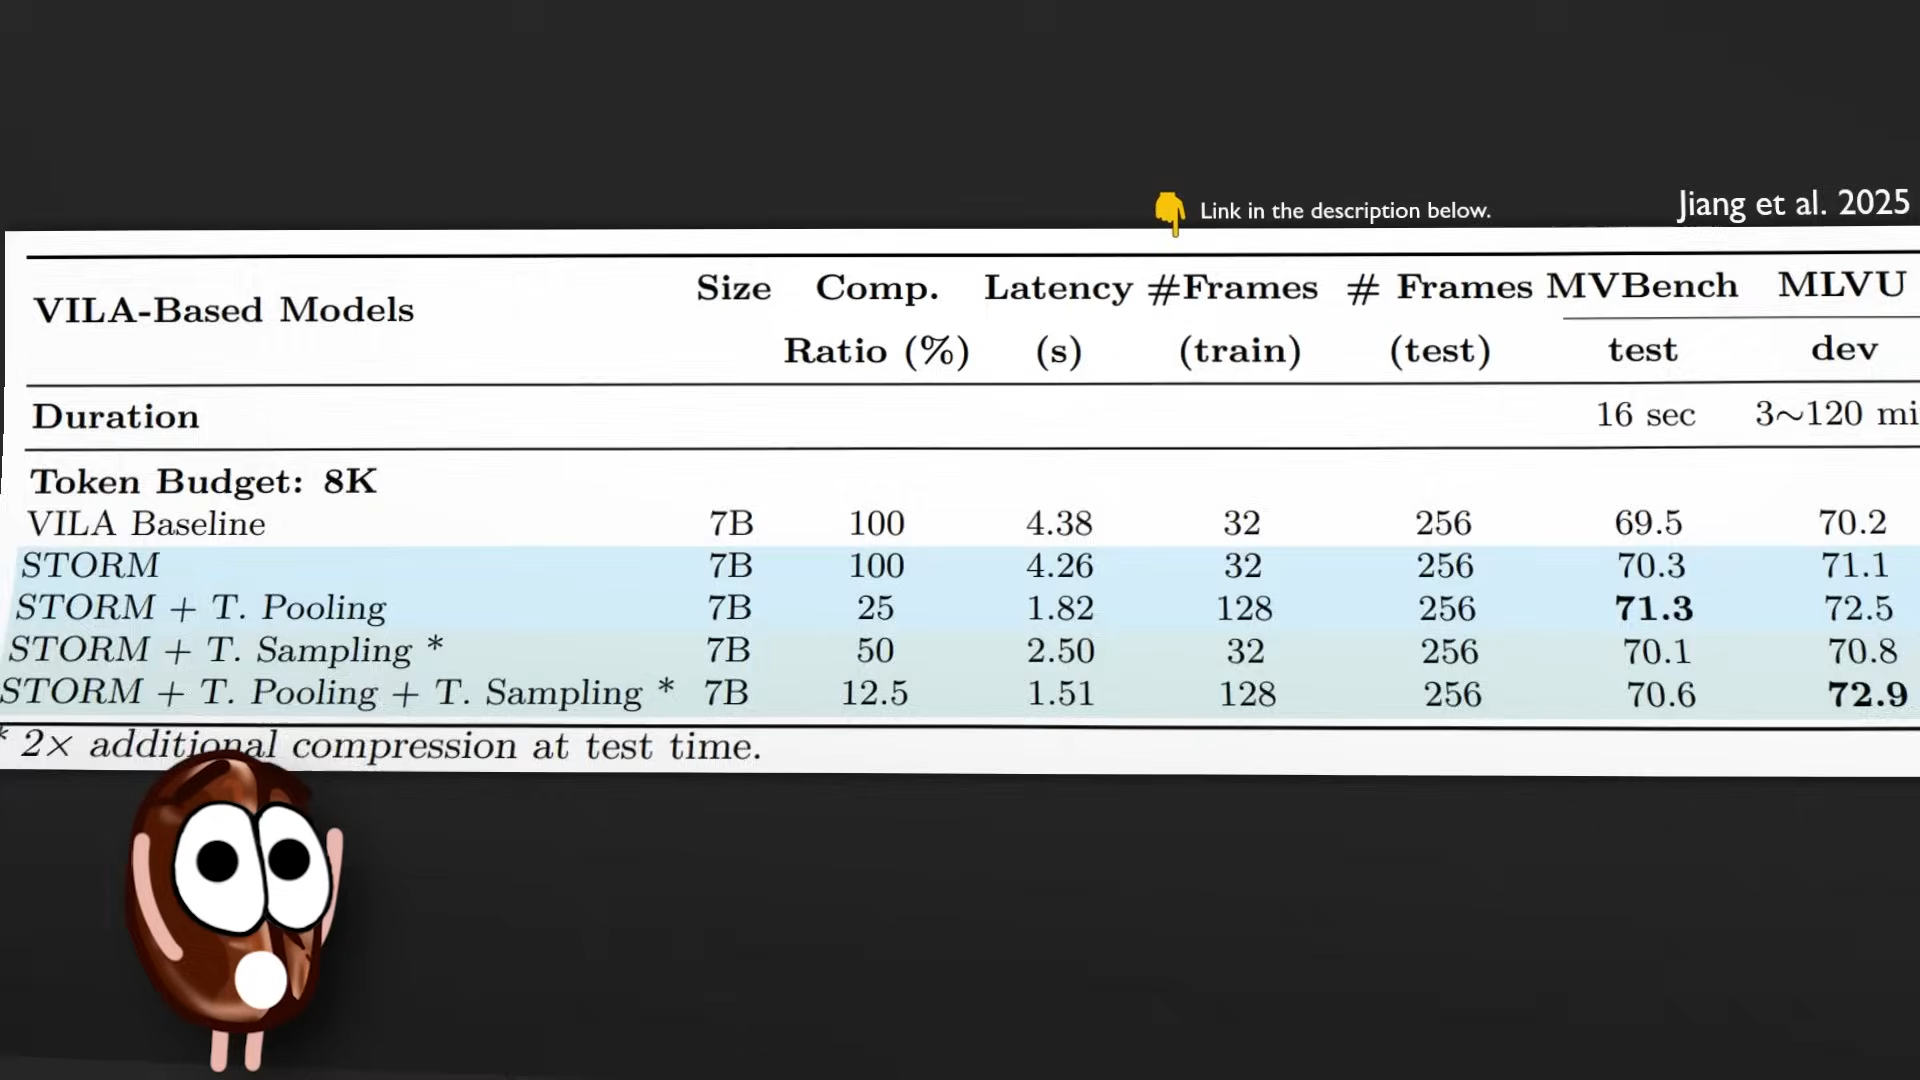 👇 Link in the description below.
Jiang et al. 2025
VILA-Based Models Size Comp. Latency #Frames # Frames MVBench MLVU
Ratio (%) (s) (train) (test) test dev
Duration 16 sec 3~120 mi
Token Budget: 8K
VILA Baseline 7B 100 4.38 32 256 69.5 70.2
STORM 7B 100 4.26 32 256 70.3 71.1
STORM + T. Pooling 7B 25 1.82 128 256 71.3 72.5
STORM + T. Sampling * 7B 50 2.50 32 256 70.1 70.8
STORM + T. Pooling + T. Sampling * 7B 12.5 1.51 128 256 70.6 72.9
* 2× additional compression at test time.